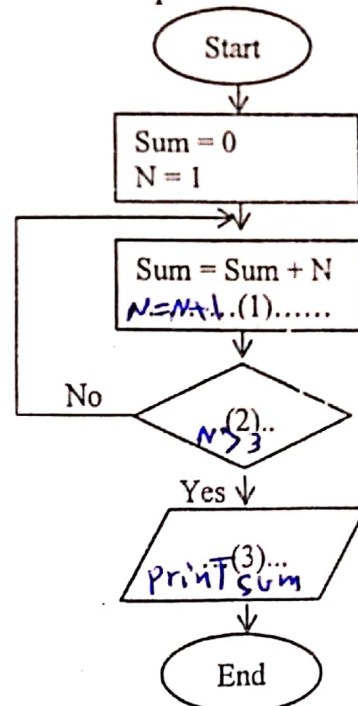 Start
Sum = 0
N = 1
Sum = Sum + N
N=N+1..(1)......
No
(2)..
N>3
Yes
..(3)...
print sum
End